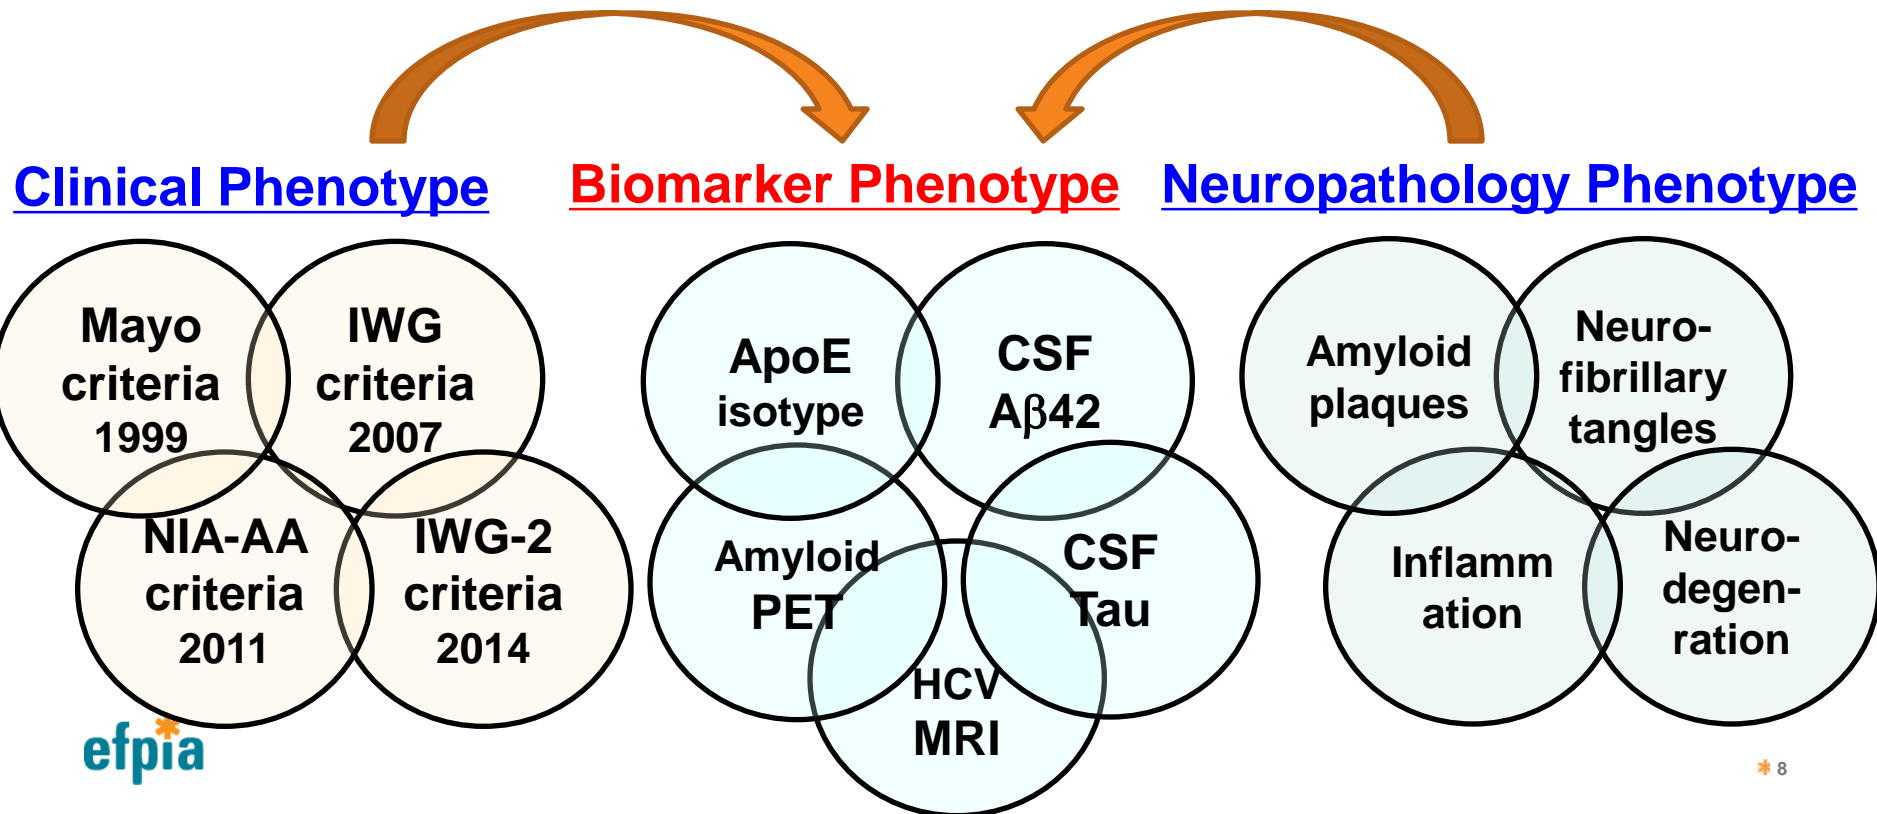 Clinical Phenotype
Biomarker Phenotype
Neuropathology Phenotype
Mayo
criteria
1999
IWG
criteria
2007
NIA-AA
criteria
2011
IWG-2
criteria
2014
ApoE
isotype
CSF
Aβ42
Amyloid
PET
CSF
Tau
HCV
MRI
Amyloid
plaques
Neuro-
fibrillary
tangles
Inflamm
ation
Neuro-
degen-
ration
efpia
8